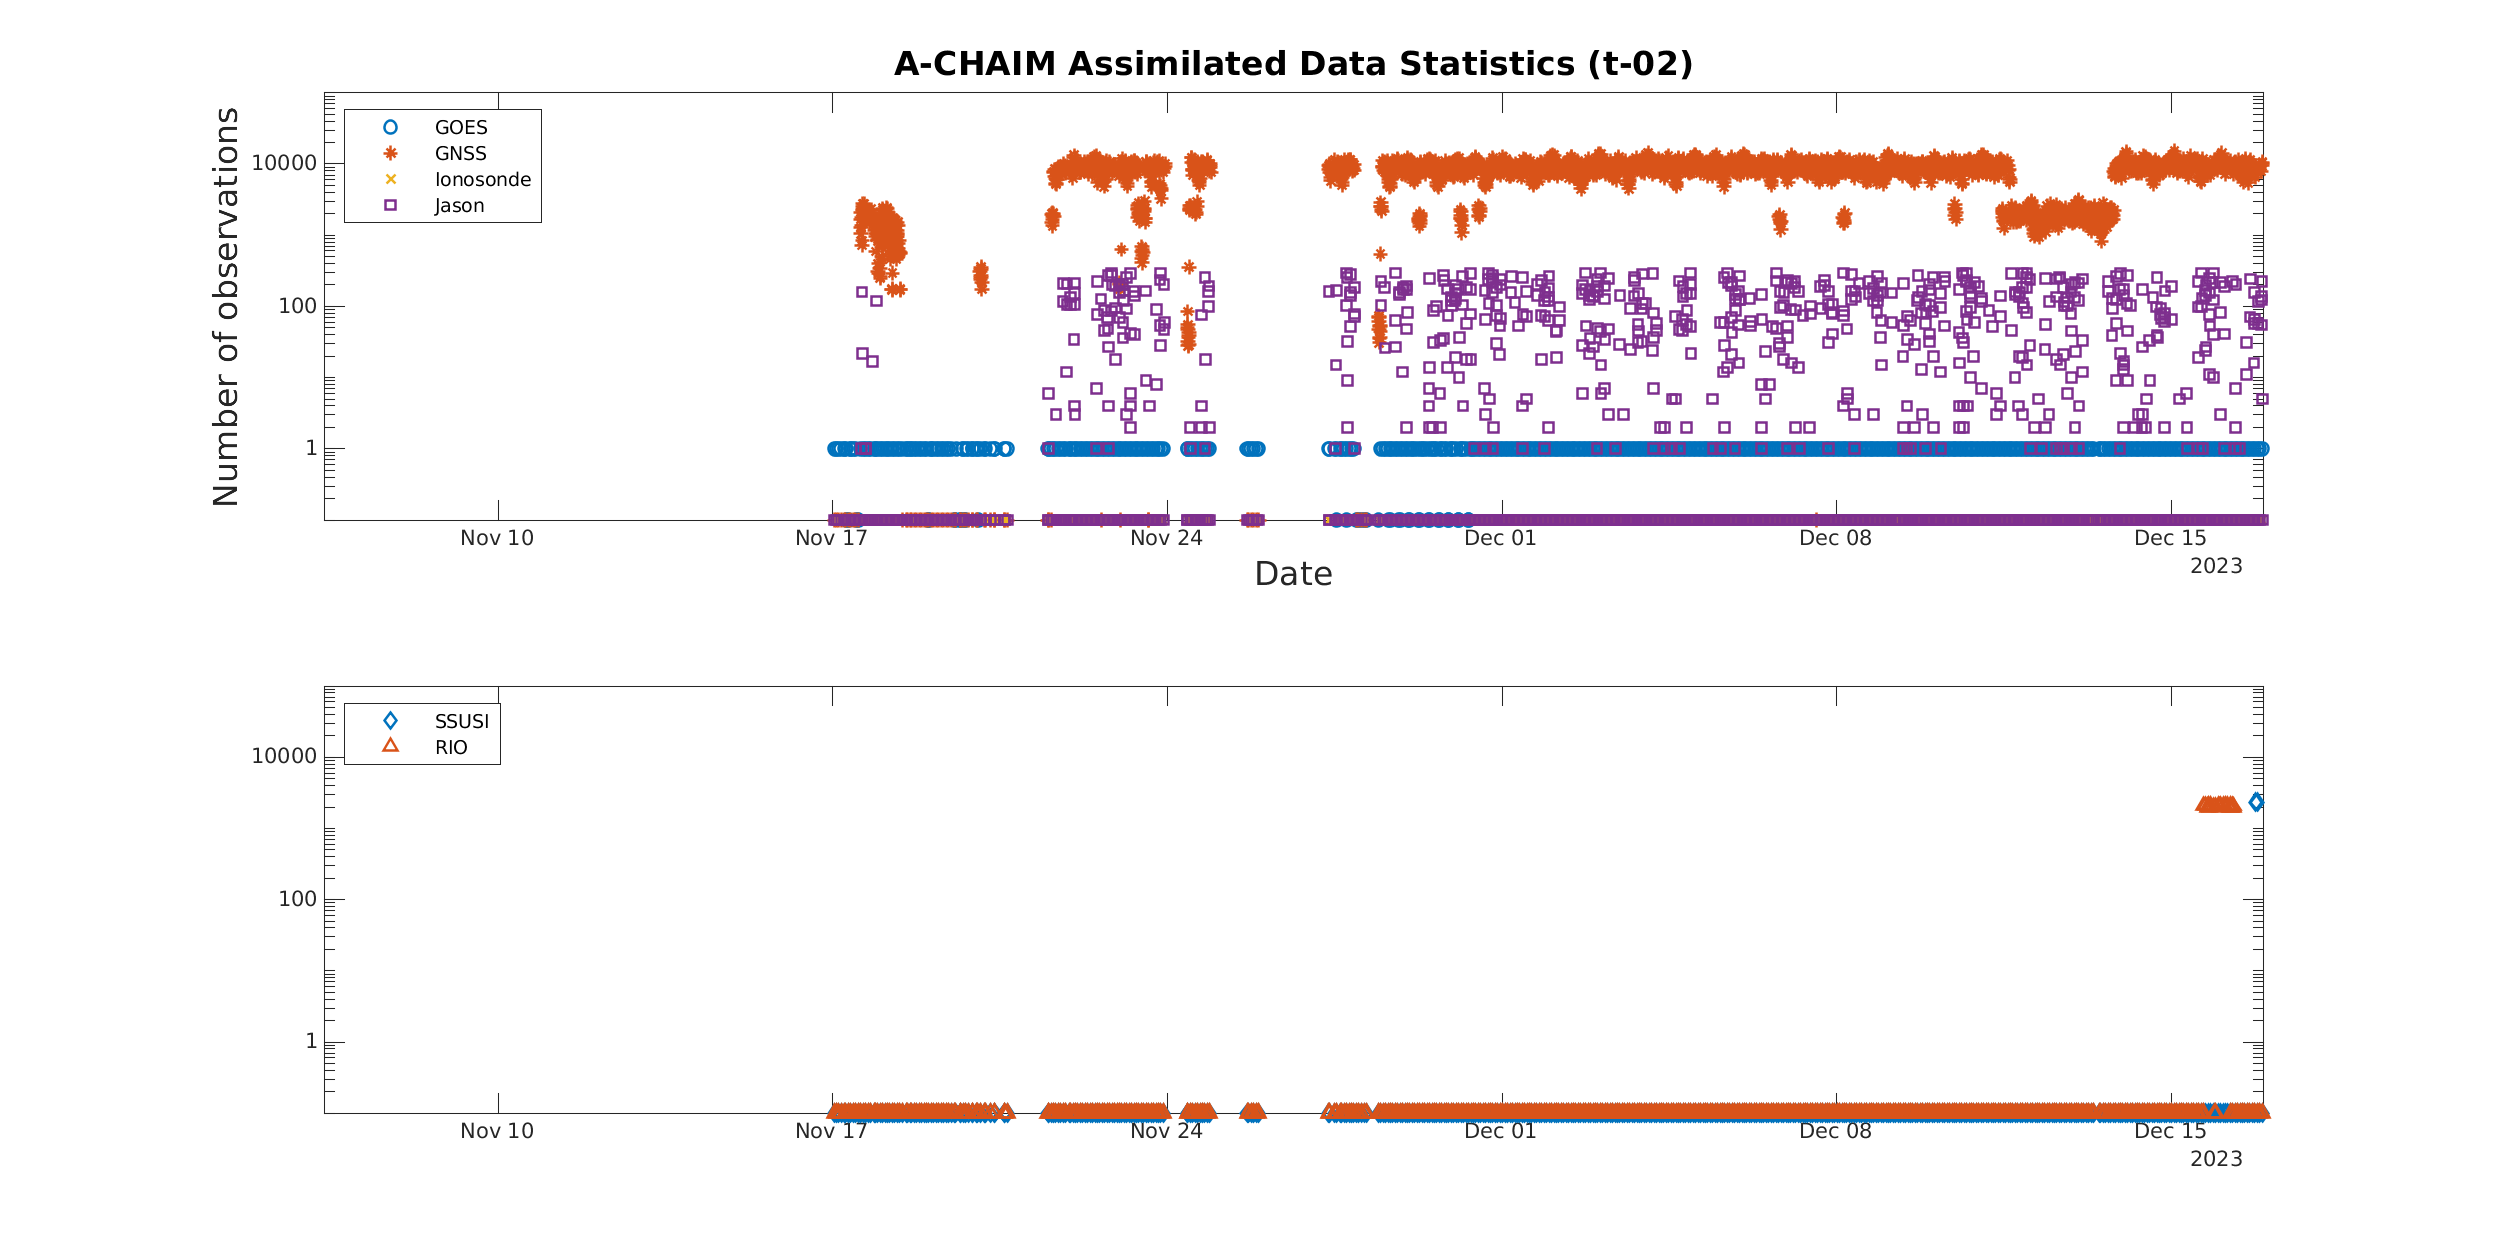 A-CHAIM Assimilated Data Statistics (t-02)
Number of observations
10000
100
1
GOES
GNSS
Ionosonde
Jason
Nov 10 Nov 17 Nov 24 Dec 01 Dec 08 Dec 15
2023
Date
10000
100
1
SSUSI
RIO
Nov 10 Nov 17 Nov 24 Dec 01 Dec 08 Dec 15
2023